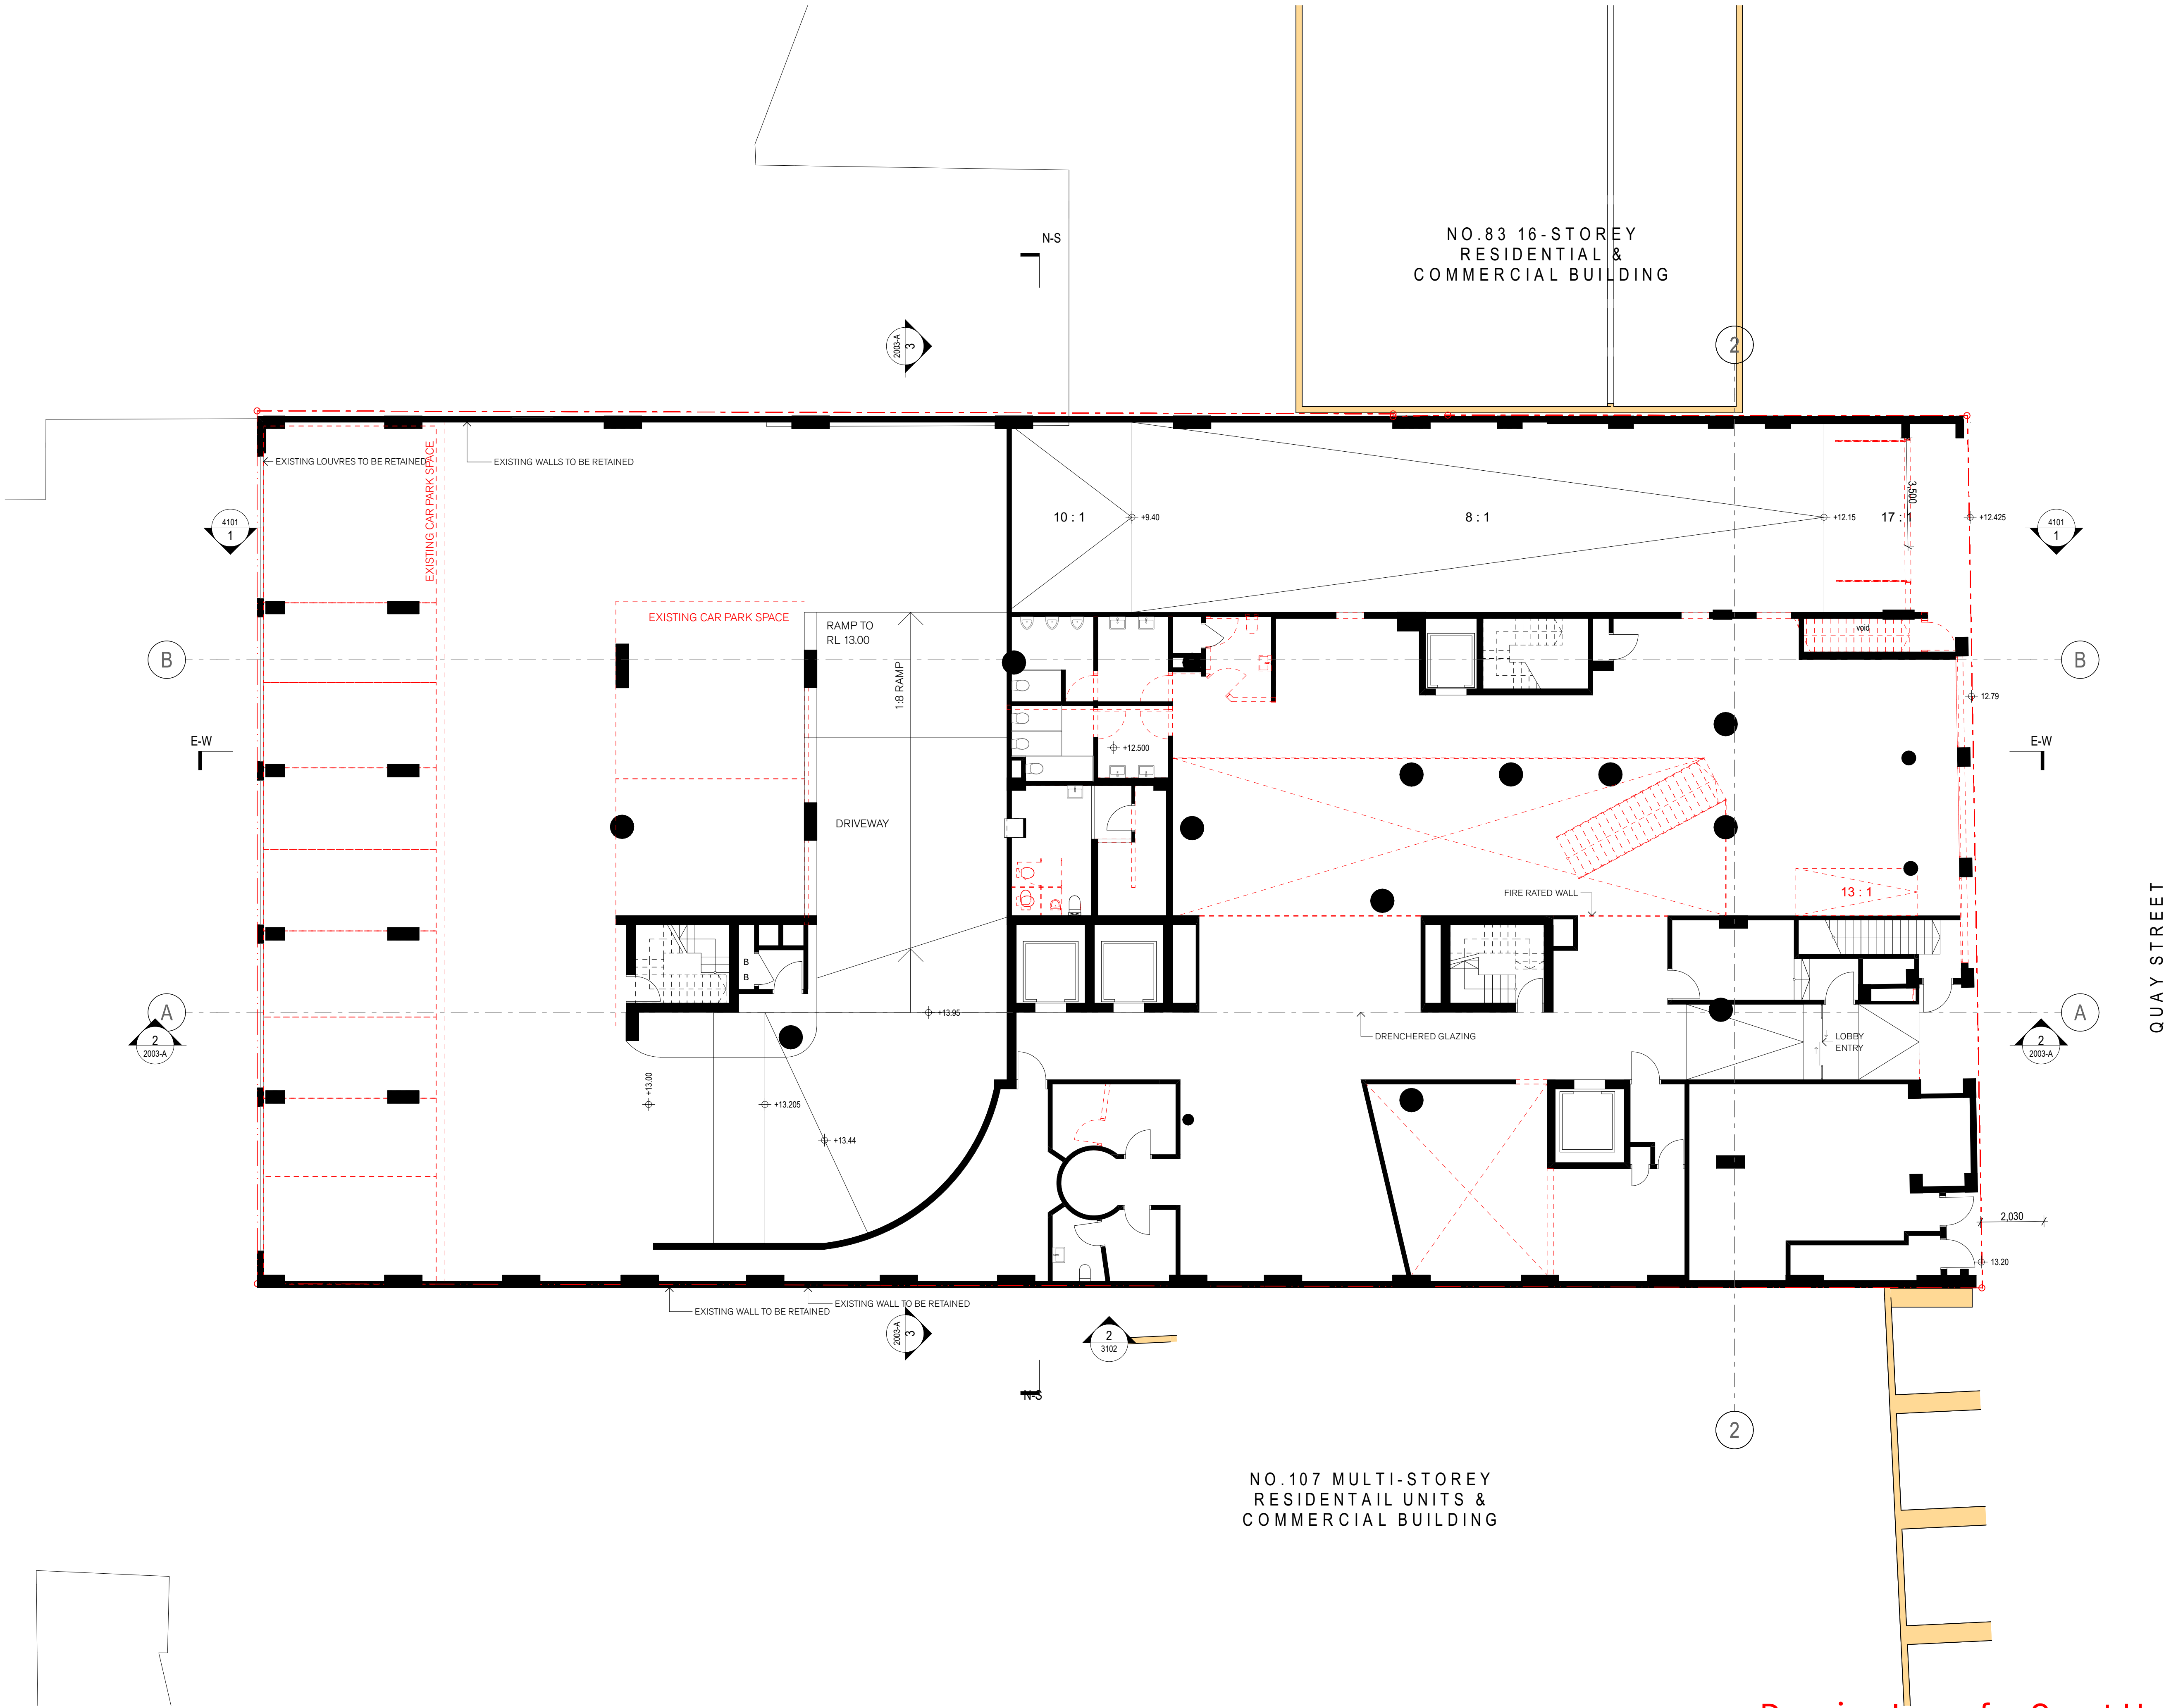 N-S
NO.83 16-STOREY
RESIDENTIAL &
COMMERCIAL BUILDING
2003-A
3
2
EXISTING LOUVRES TO BE RETAINED
EXISTING CAR PARK SPACE
EXISTING WALLS TO BE RETAINED
4101
1
10 : 1
+9.40
8 : 1
+12.15
17 : 1
3,500
+12.425
4101
1
EXISTING CAR PARK SPACE
RAMP TO
RL 13.00
1:8 RAMP
void
B
B
12.79
E-W
+12.500
E-W
DRIVEWAY
FIRE RATED WALL
13 : 1
QUAY STREET
B
B
A
2
2003-A
+13.95
DRENCHERED GLAZING
LOBBY
ENTRY
A
2
2003-A
+13.00
+13.205
+13.44
2,030
13.20
EXISTING WALL TO BE RETAINED
EXISTING WALL TO BE RETAINED
2003-A
3
2
3102
N-S
2
NO.107 MULTI-STOREY
RESIDENTAIL UNITS &
COMMERCIAL BUILDING